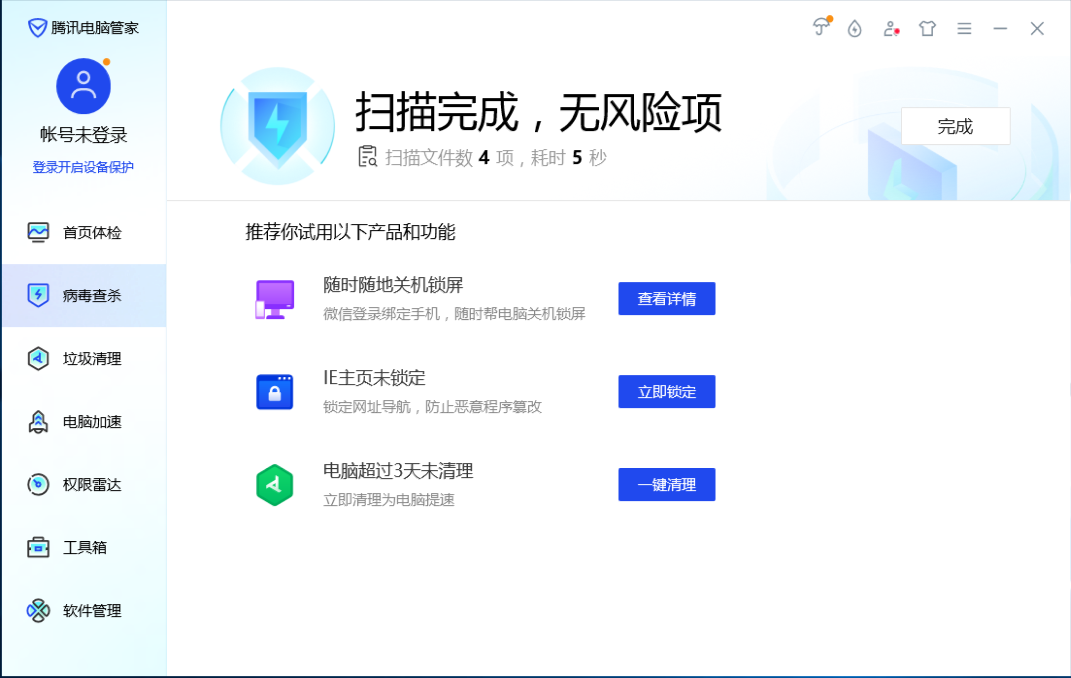 腾讯电脑管家
帐号未登录
登录开启设备保护
首页体检
病毒查杀
垃圾清理
电脑加速
权限雷达
工具箱
软件管理
扫描完成，无风险项
扫描文件数 4 项，耗时 5 秒
完成
推荐你试用以下产品和功能
随时随地关机锁屏
微信登录绑定手机，随时帮电脑关机锁屏
查看详情
IE主页未锁定
锁定网址导航，防止恶意程序篡改
立即锁定
电脑超过3天未清理
立即清理为电脑提速
一键清理